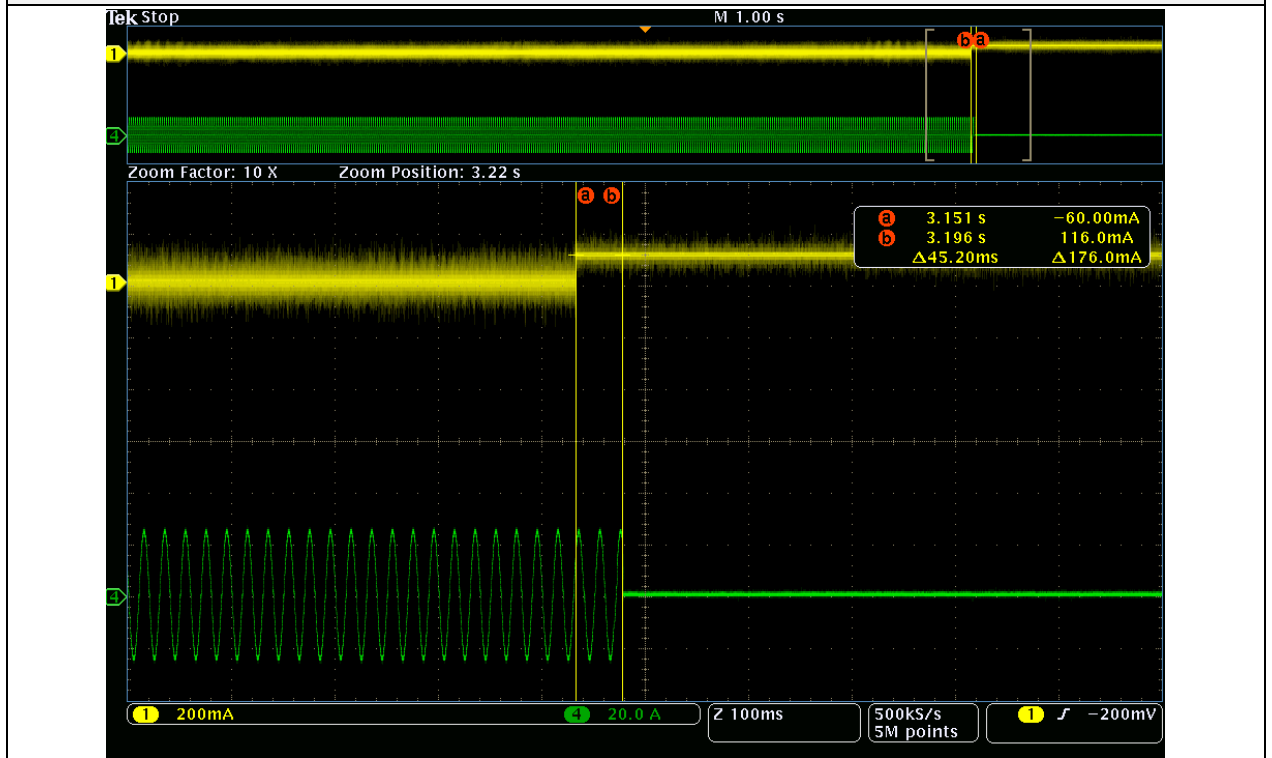 Tek Stop M 1.00 s
b a
1
4
Zoom Factor: 10 X Zoom Position: 3.22 s
a b
a 3.151 s −60.00mA
b 3.196 s 116.0mA
Δ45.20ms Δ176.0mA
1
4
1 200mA 4 20.0 A Z 100ms 500kS/s 1 −200mV
5M points